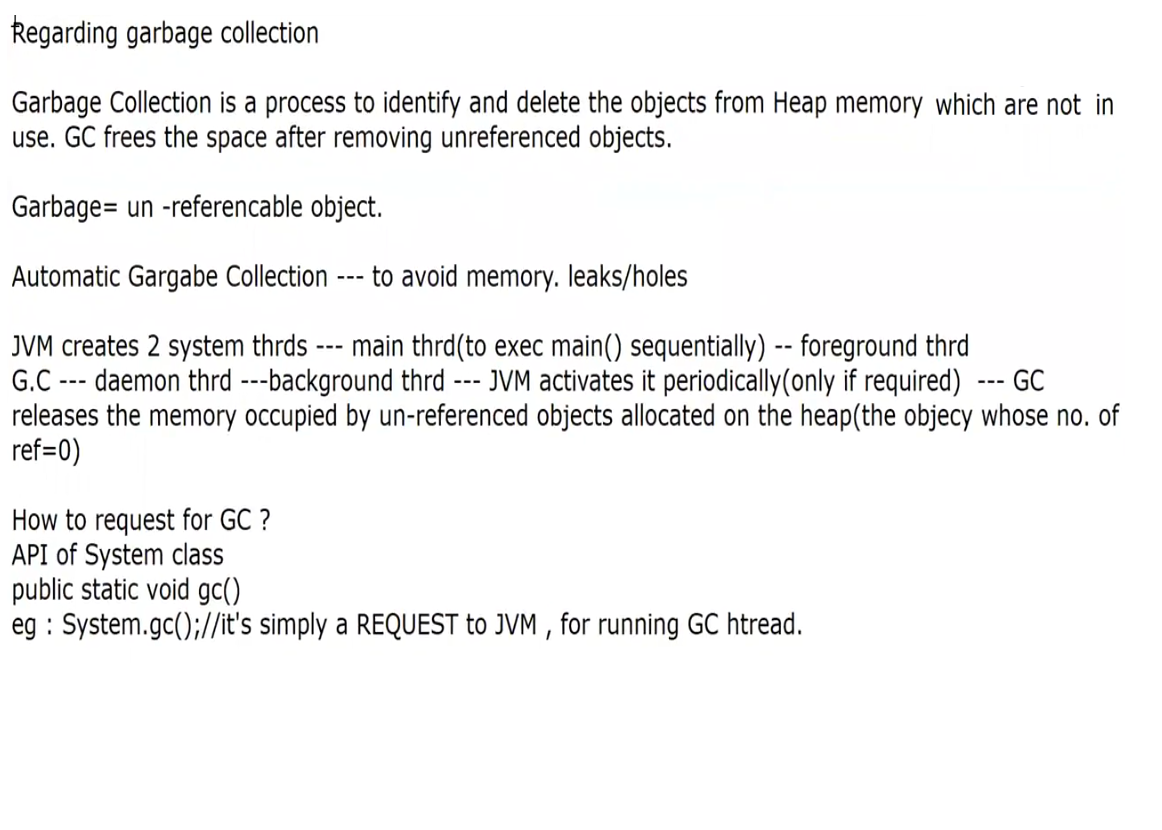 Regarding garbage collection
Garbage Collection is a process to identify and delete the objects from Heap memory which are not in
use. GC frees the space after removing unreferenced objects.
Garbage= un -referencable object.
Automatic Gargabe Collection --- to avoid memory. leaks/holes
JVM creates 2 system thrds --- main thrd(to exec main() sequentially) -- foreground thrd
G.C --- daemon thrd ---background thrd --- JVM activates it periodically(only if required) --- GC
releases the memory occupied by un-referenced objects allocated on the heap(the objecy whose no. of
ref=0)
How to request for GC ?
API of System class
public static void gc()
eg : System.gc();//it's simply a REQUEST to JVM , for running GC htread.